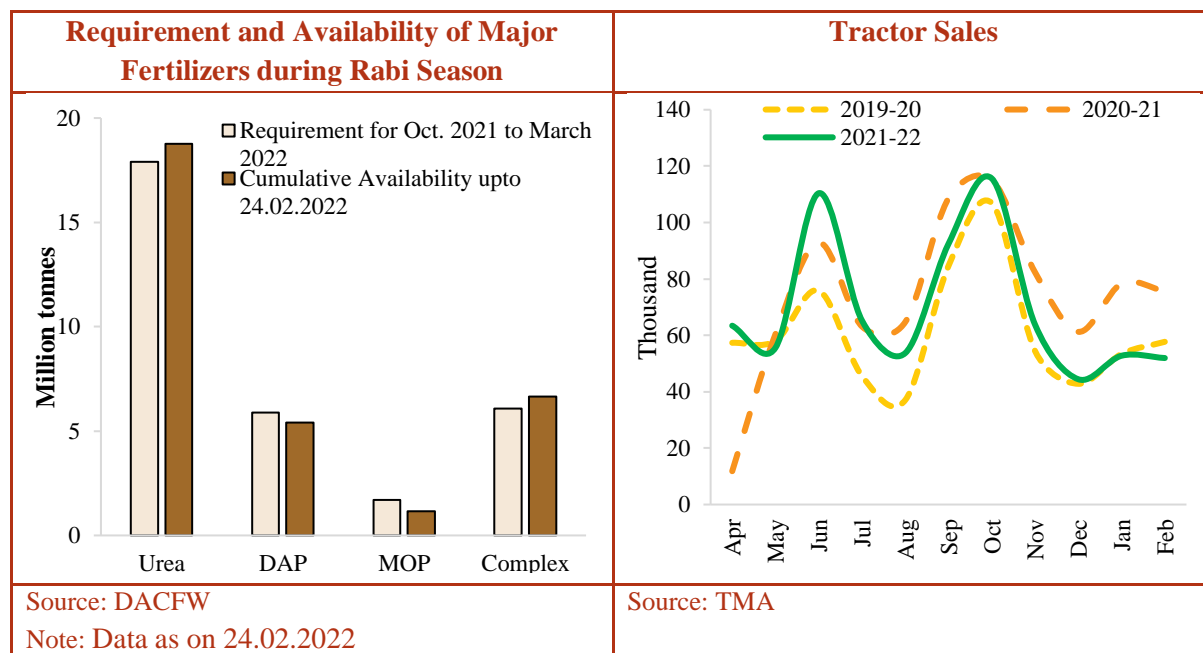 Requirement and Availability of Major
Fertilizers during Rabi Season
Tractor Sales
20
15
10
5
0
Million tonnes
Requirement for Oct. 2021 to March
2022
Cumulative Availability upto
24.02.2022
Urea
DAP
MOP
Complex
140
120
100
80
60
40
20
0
Thousand
2019-20
2020-21
2021-22
Apr
May
Jun
Jul
Aug
Sep
Oct
Nov
Dec
Jan
Feb
Source: DACFW
Note: Data as on 24.02.2022
Source: TMA